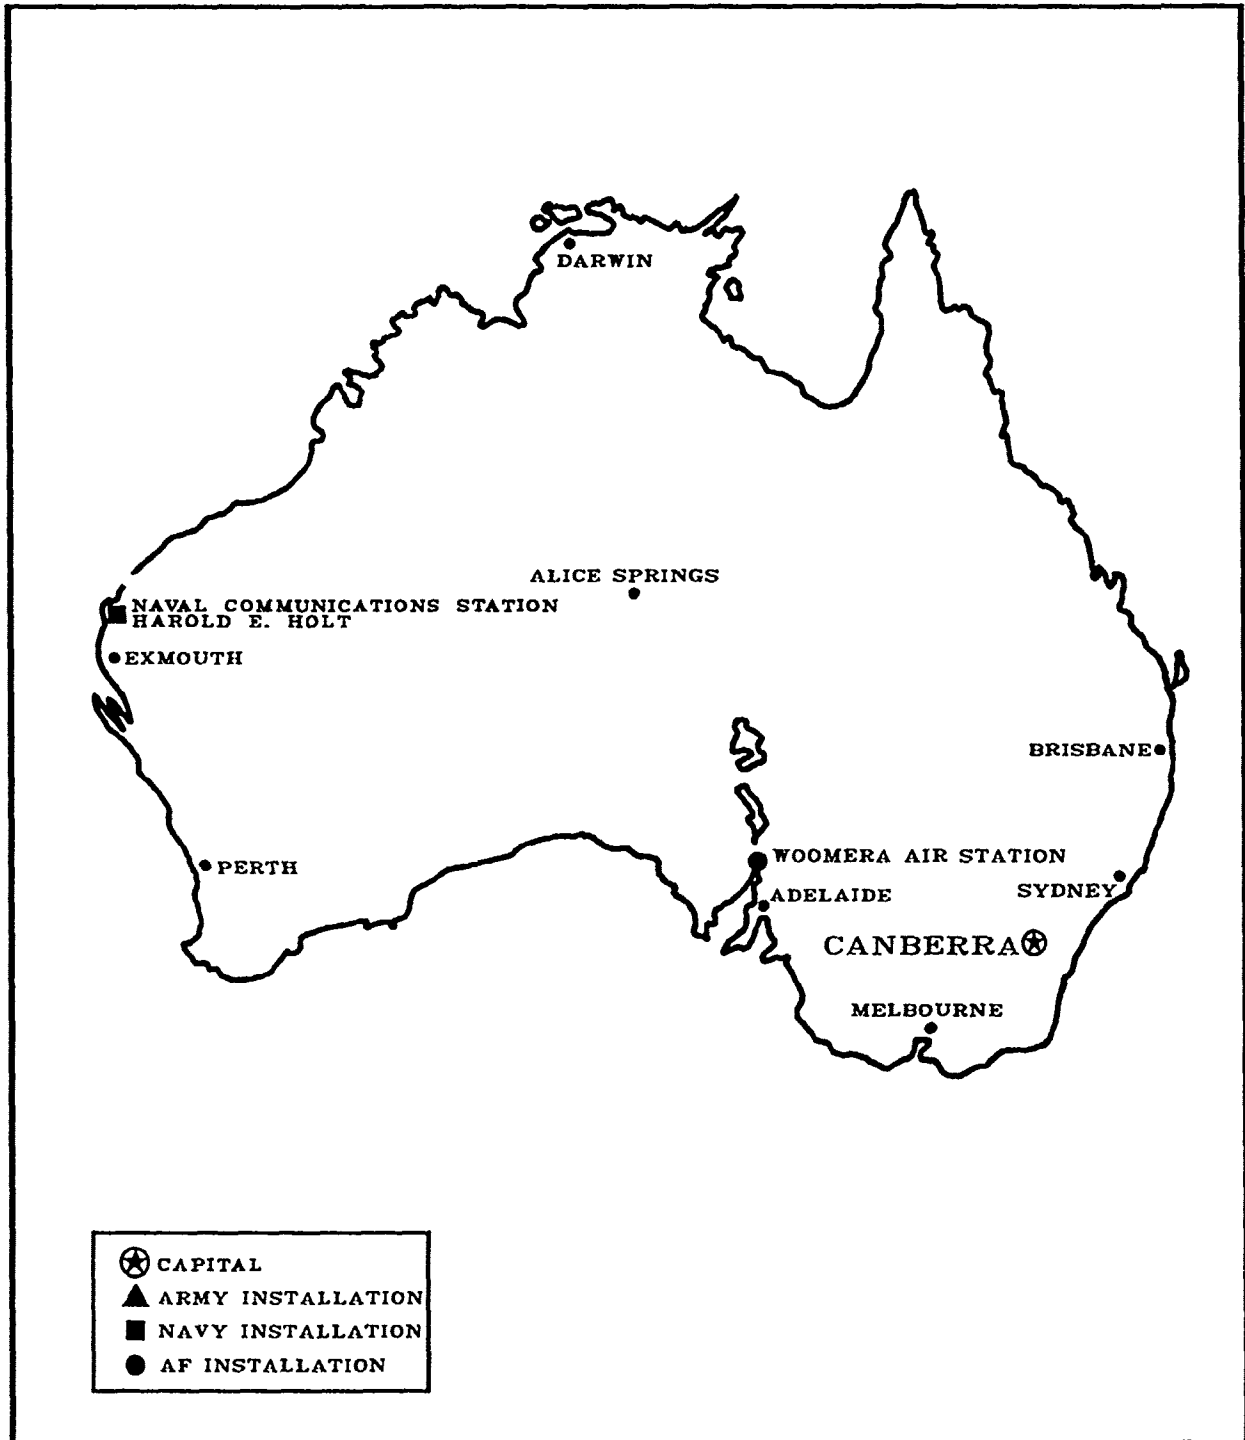 DARWIN
ALICE SPRINGS
NAVAL COMMUNICATIONS STATION
HAROLD E. HOLT
EXMOUTH
BRISBANE
WOOMERA AIR STATION
PERTH
SYDNEY
ADELAIDE
CANBERRA
MELBOURNE
CAPITAL
ARMY INSTALLATION
NAVY INSTALLATION
AF INSTALLATION